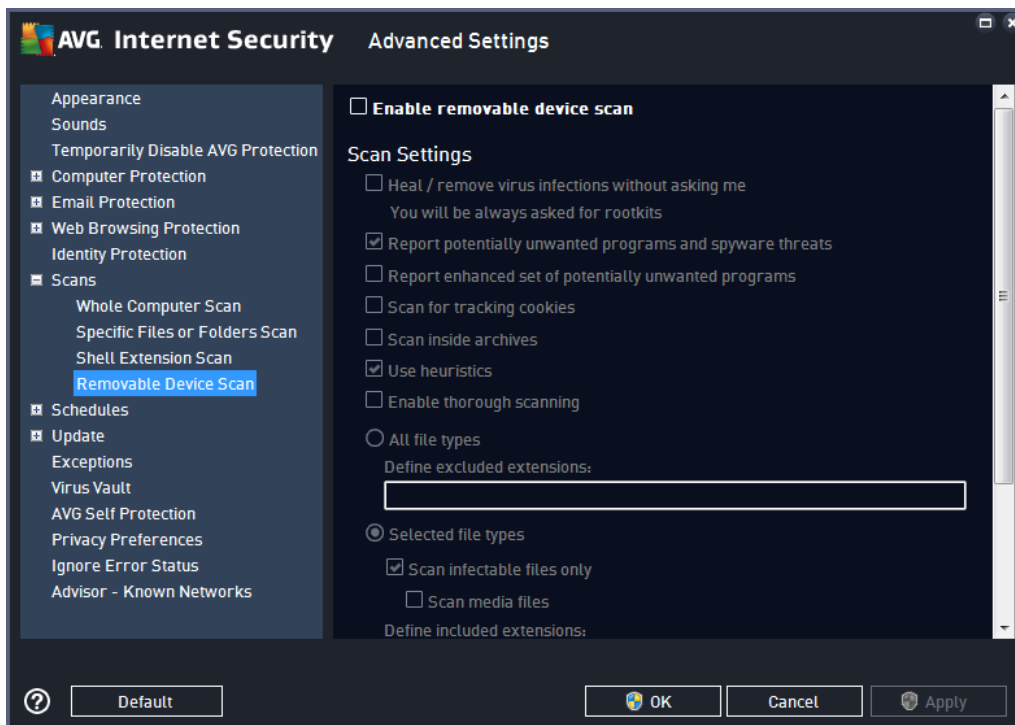 AVG. Internet Security Advanced Settings
Appearance
Sounds
Temporarily Disable AVG Protection
Computer Protection
Email Protection
Web Browsing Protection
Identity Protection
Scans
Whole Computer Scan
Specific Files or Folders Scan
Shell Extension Scan
Removable Device Scan
Schedules
Update
Exceptions
Virus Vault
AVG Self Protection
Privacy Preferences
Ignore Error Status
Advisor - Known Networks
Enable removable device scan
Scan Settings
Heal / remove virus infections without asking me
You will be always asked for rootkits
Report potentially unwanted programs and spyware threats
Report enhanced set of potentially unwanted programs
Scan for tracking cookies
Scan inside archives
Use heuristics
Enable thorough scanning
All file types
Define excluded extensions:
Selected file types
Scan infectable files only
Scan media files
Define included extensions:
? Default OK Cancel Apply